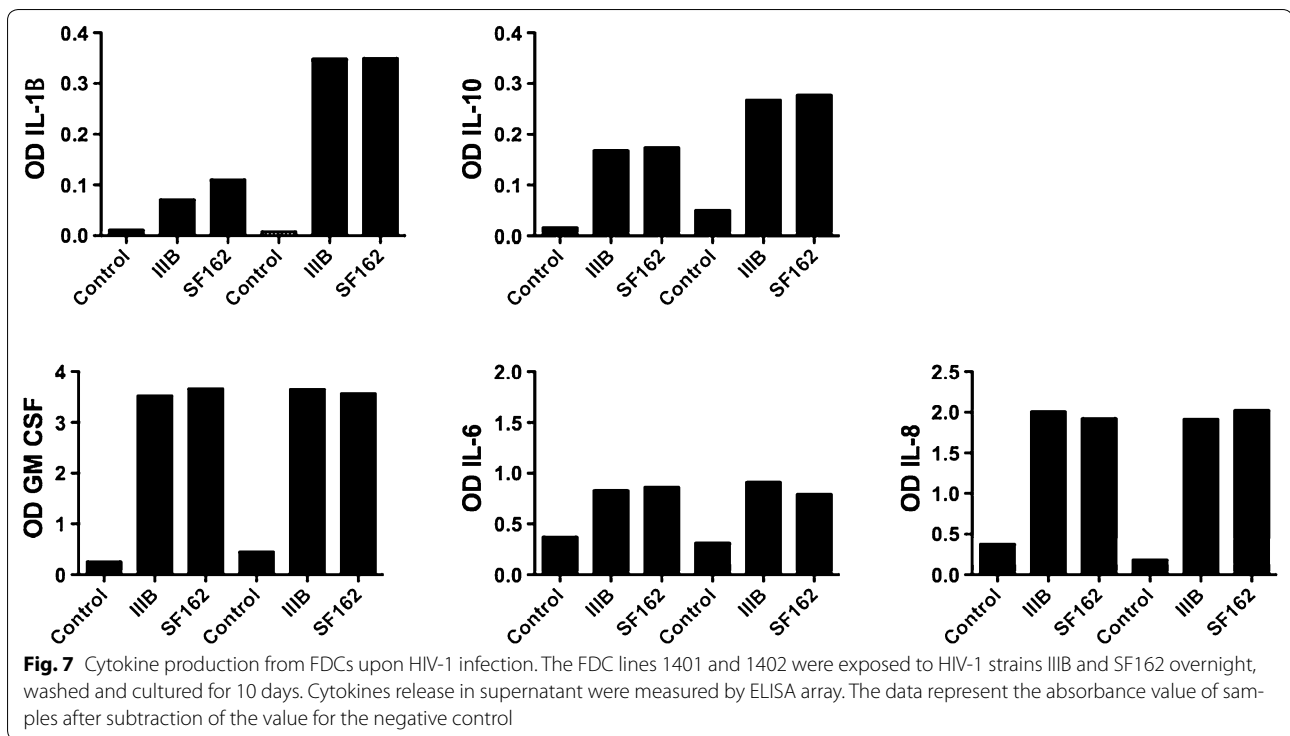 OD IL-1B
0.4
0.3
0.2
0.1
0.0
Control
IIIB
SF162
Control
IIIB
SF162
OD IL-10
0.4
0.3
0.2
0.1
0.0
Control
IIIB
SF162
Control
IIIB
SF162
OD GM CSF
4
3
2
1
0
Control
IIIB
SF162
Control
IIIB
SF162
OD IL-6
2.0
1.5
1.0
0.5
0.0
Control
IIIB
SF162
Control
IIIB
SF162
OD IL-8
2.5
2.0
1.5
1.0
0.5
0.0
Control
IIIB
SF162
Control
IIIB
SF162
Fig. 7 Cytokine production from FDCs upon HIV-1 infection. The FDC lines 1401 and 1402 were exposed to HIV-1 strains IIIB and SF162 overnight,
washed and cultured for 10 days. Cytokines release in supernatant were measured by ELISA array. The data represent the absorbance value of sam-
ples after subtraction of the value for the negative control